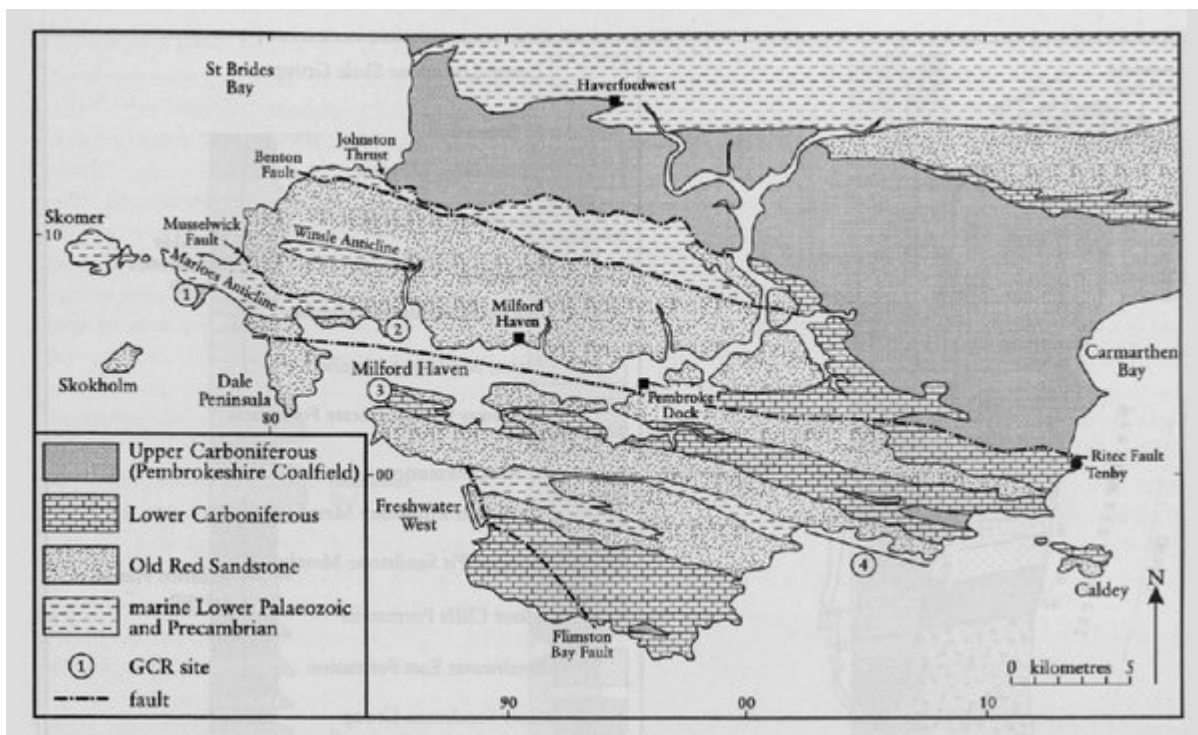 St Brides
Bay
Haverfordwest
Johnston
Thrust
Benton
Fault
Skomer
10
Musselwick
Fault
Winsle Anticline
Marloes Anticline
1
2
Milford
Haven
Carmarthen
Bay
Skokholm
Dale
Peninsula
80
Milford Haven
3
Pembroke
Dock
Upper Carboniferous
(Pembrokeshire Coalfield)
00
Ritec Fault
Tenby
Lower Carboniferous
Freshwater
West
Old Red Sandstone
4
Caldey
N
marine Lower Palaeozoic
and Precambrian
Flimston
Bay Fault
1 GCR site
0 kilometres 5
fault
90
00
10